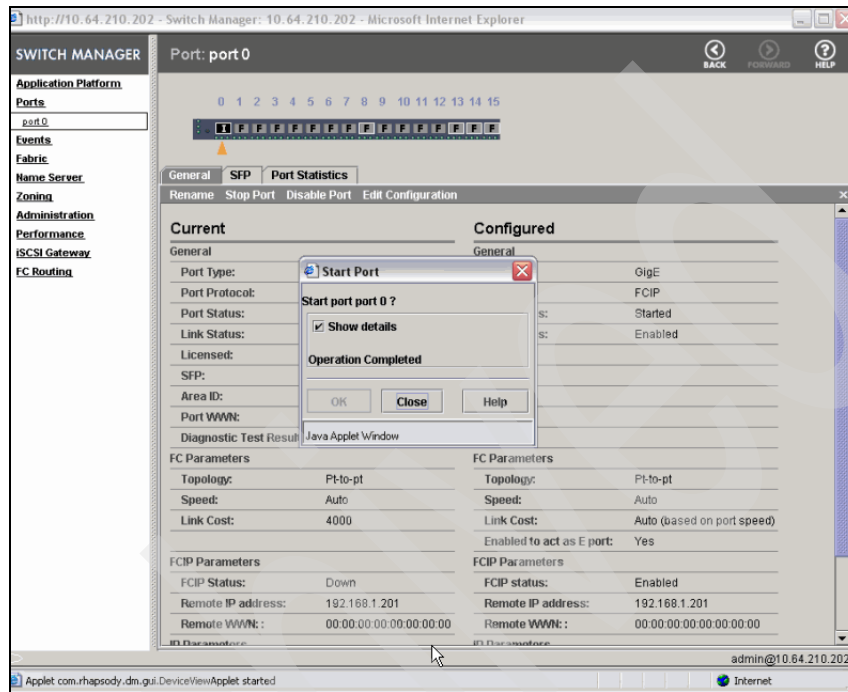 http://10.64.210.202 - Switch Manager: 10.64.210.202 - Microsoft Internet Explorer
SWITCH MANAGER
Port: port 0
BACK
FORWARD
HELP
Application Platform
Ports
port 0
Events
Fabric
Name Server
Zoning
Administration
Performance
iSCSI Gateway
FC Routing
0 1 2 3 4 5 6 7 8 9 10 11 12 13 14 15
I F F F F F F F F F F F F F F F
General SFP Port Statistics
Rename Stop Port Disable Port Edit Configuration x
Current Configured
General General
Port Type: GigE
Port Protocol: FCIP
Port Status: s: Started
Link Status: s: Enabled
Licensed:
SFP:
Area ID:
Port WWN:
Diagnostic Test Resul
Start Port
Start port port 0 ?
Show details
Operation Completed
OK Close Help
Java Applet Window
FC Parameters FC Parameters
Topology: Pt-to-pt Topology: Pt-to-pt
Speed: Auto Speed: Auto
Link Cost: 4000 Link Cost: Auto (based on port speed)
Enabled to act as E port: Yes
FCIP Parameters FCIP Parameters
FCIP Status: Down FCIP status: Enabled
Remote IP address: 192.168.1.201 Remote IP address: 192.168.1.201
Remote WWN: : 00:00:00:00:00:00:00:00 Remote WWN: : 00:00:00:00:00:00:00:00
IP Parameters IP Parameters
admin@10.64.210.202
Applet com.rhapsody.dm.gui.DeviceViewApplet started Internet